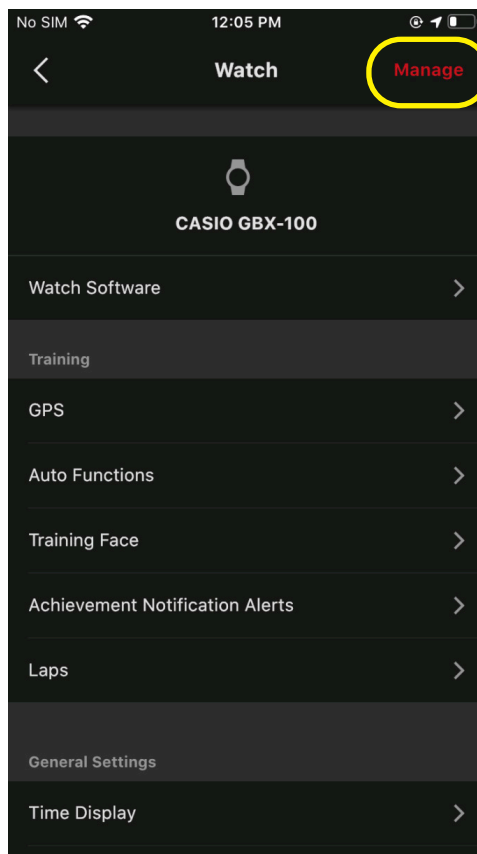 No SIM 12:05 PM
Watch Manage
CASIO GBX-100
Watch Software
Training
GPS
Auto Functions
Training Face
Achievement Notification Alerts
Laps
General Settings
Time Display